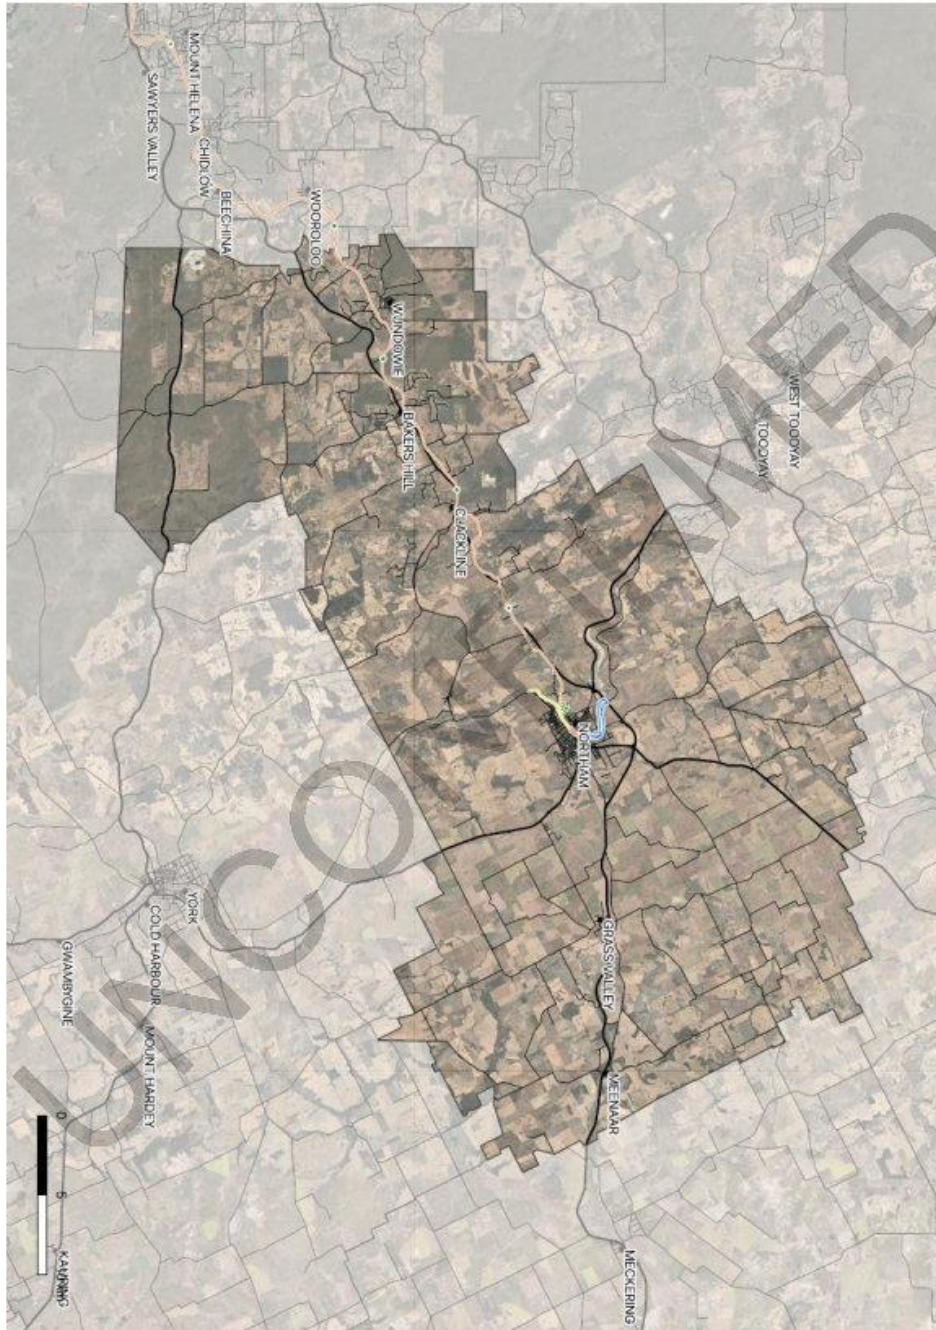 WEST TOODYAY
TOODYAY
MECKERING
MEENAAR
GRASS VALLEY
NORTHAM
CLACKLINE
BAKERS HILL
WUNDOWIE
WOOROLOO
BEECHINA
CHIDLOW
MOUNT HELENA
SAWYERS VALLEY
YORK
COLD HARBOUR
MOUNT HARDEY
GWAMBYGINE
KAURING
0 5
UNCONFIRMED